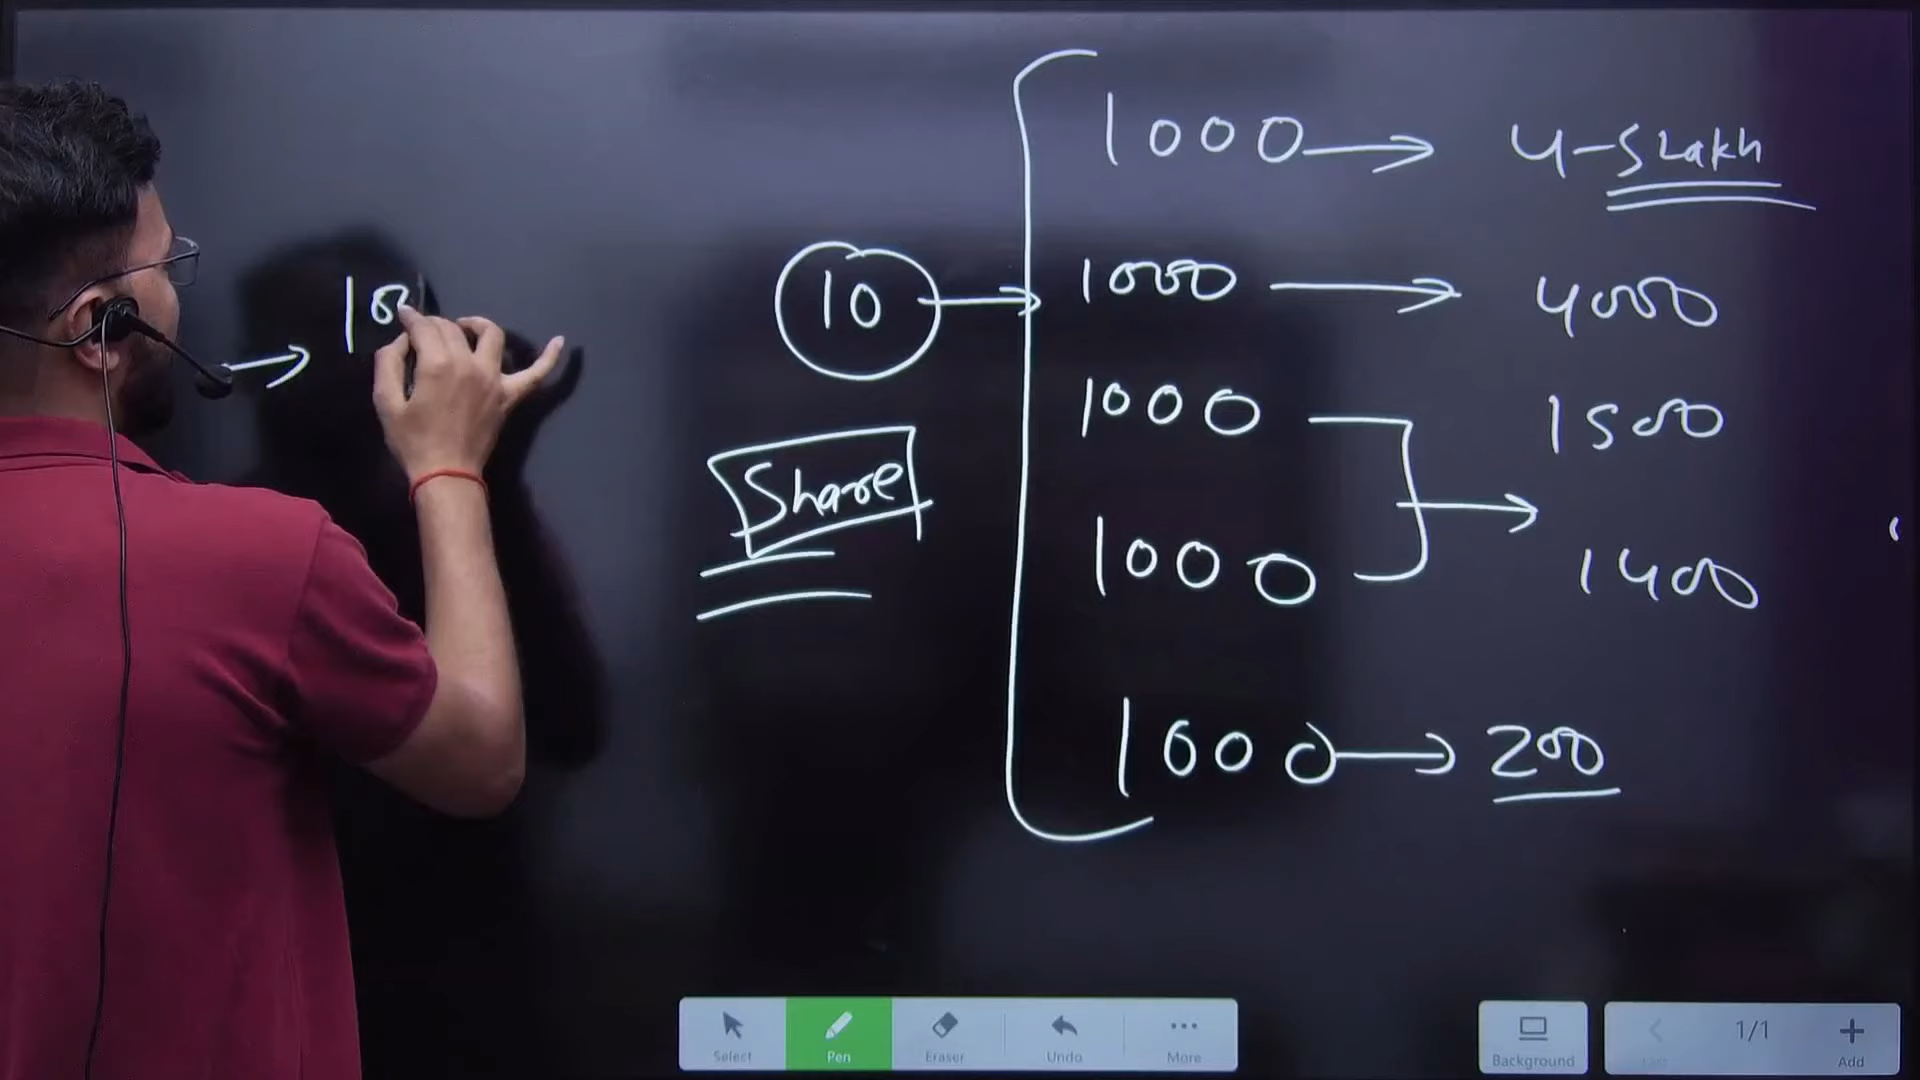 1000 → 4-5 Lakh
10 → 1000 → 4000
100
1000 1500
Share
1000 → 1400
1000 → 200
Select Pen Eraser Undo More
Background 1/1 Add